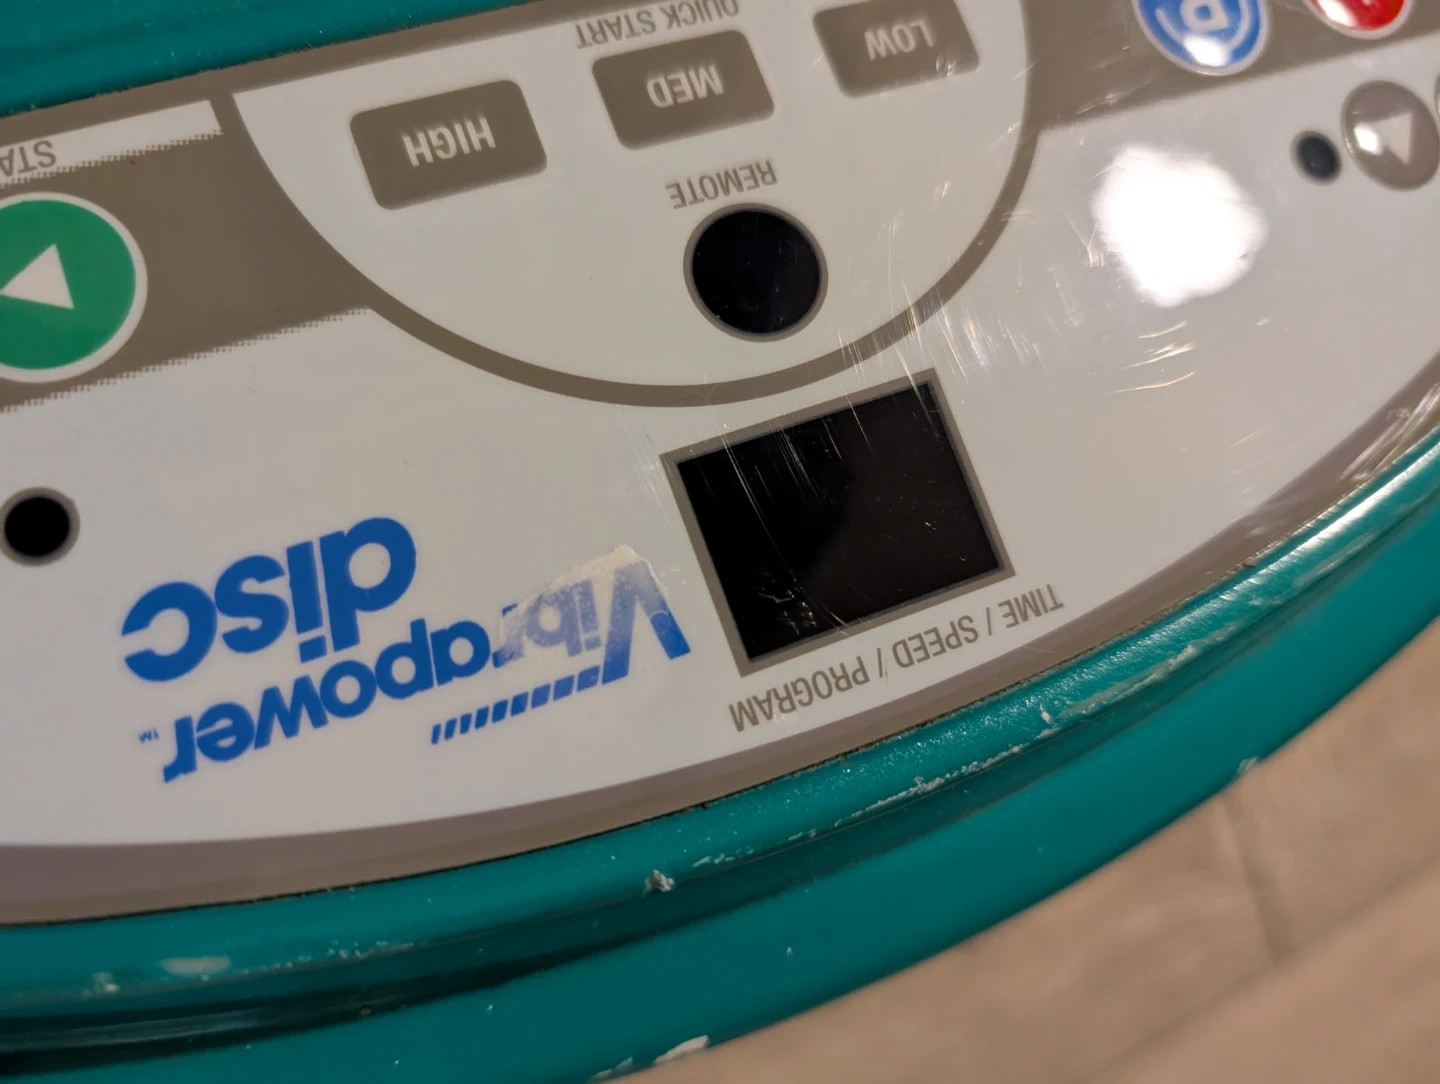 TIME / SPEED / PROGRAM
Vibrapower™
disc
REMOTE
LOW MED HIGH
QUICK START
P
STA